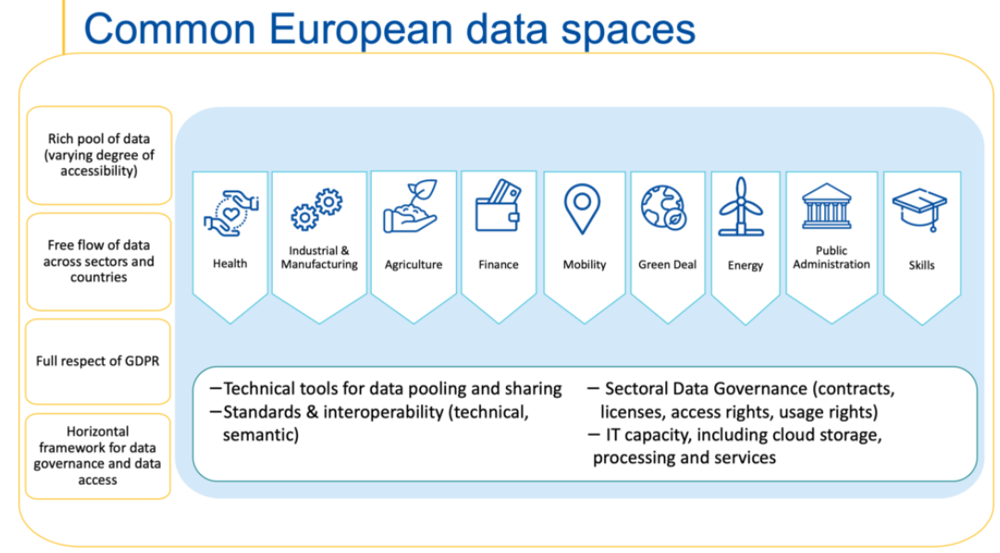 Common European data spaces
Rich pool of data
(varying degree of
accessibility)
Free flow of data
across sectors and
countries
Full respect of GDPR
Horizontal
framework for data
governance and data
access
Health
Industrial &
Manufacturing
Agriculture
Finance
Mobility
Green Deal
Energy
Public
Administration
Skills
–Technical tools for data pooling and sharing
–Standards & interoperability (technical,
semantic)
– Sectoral Data Governance (contracts,
licenses, access rights, usage rights)
– IT capacity, including cloud storage,
processing and services